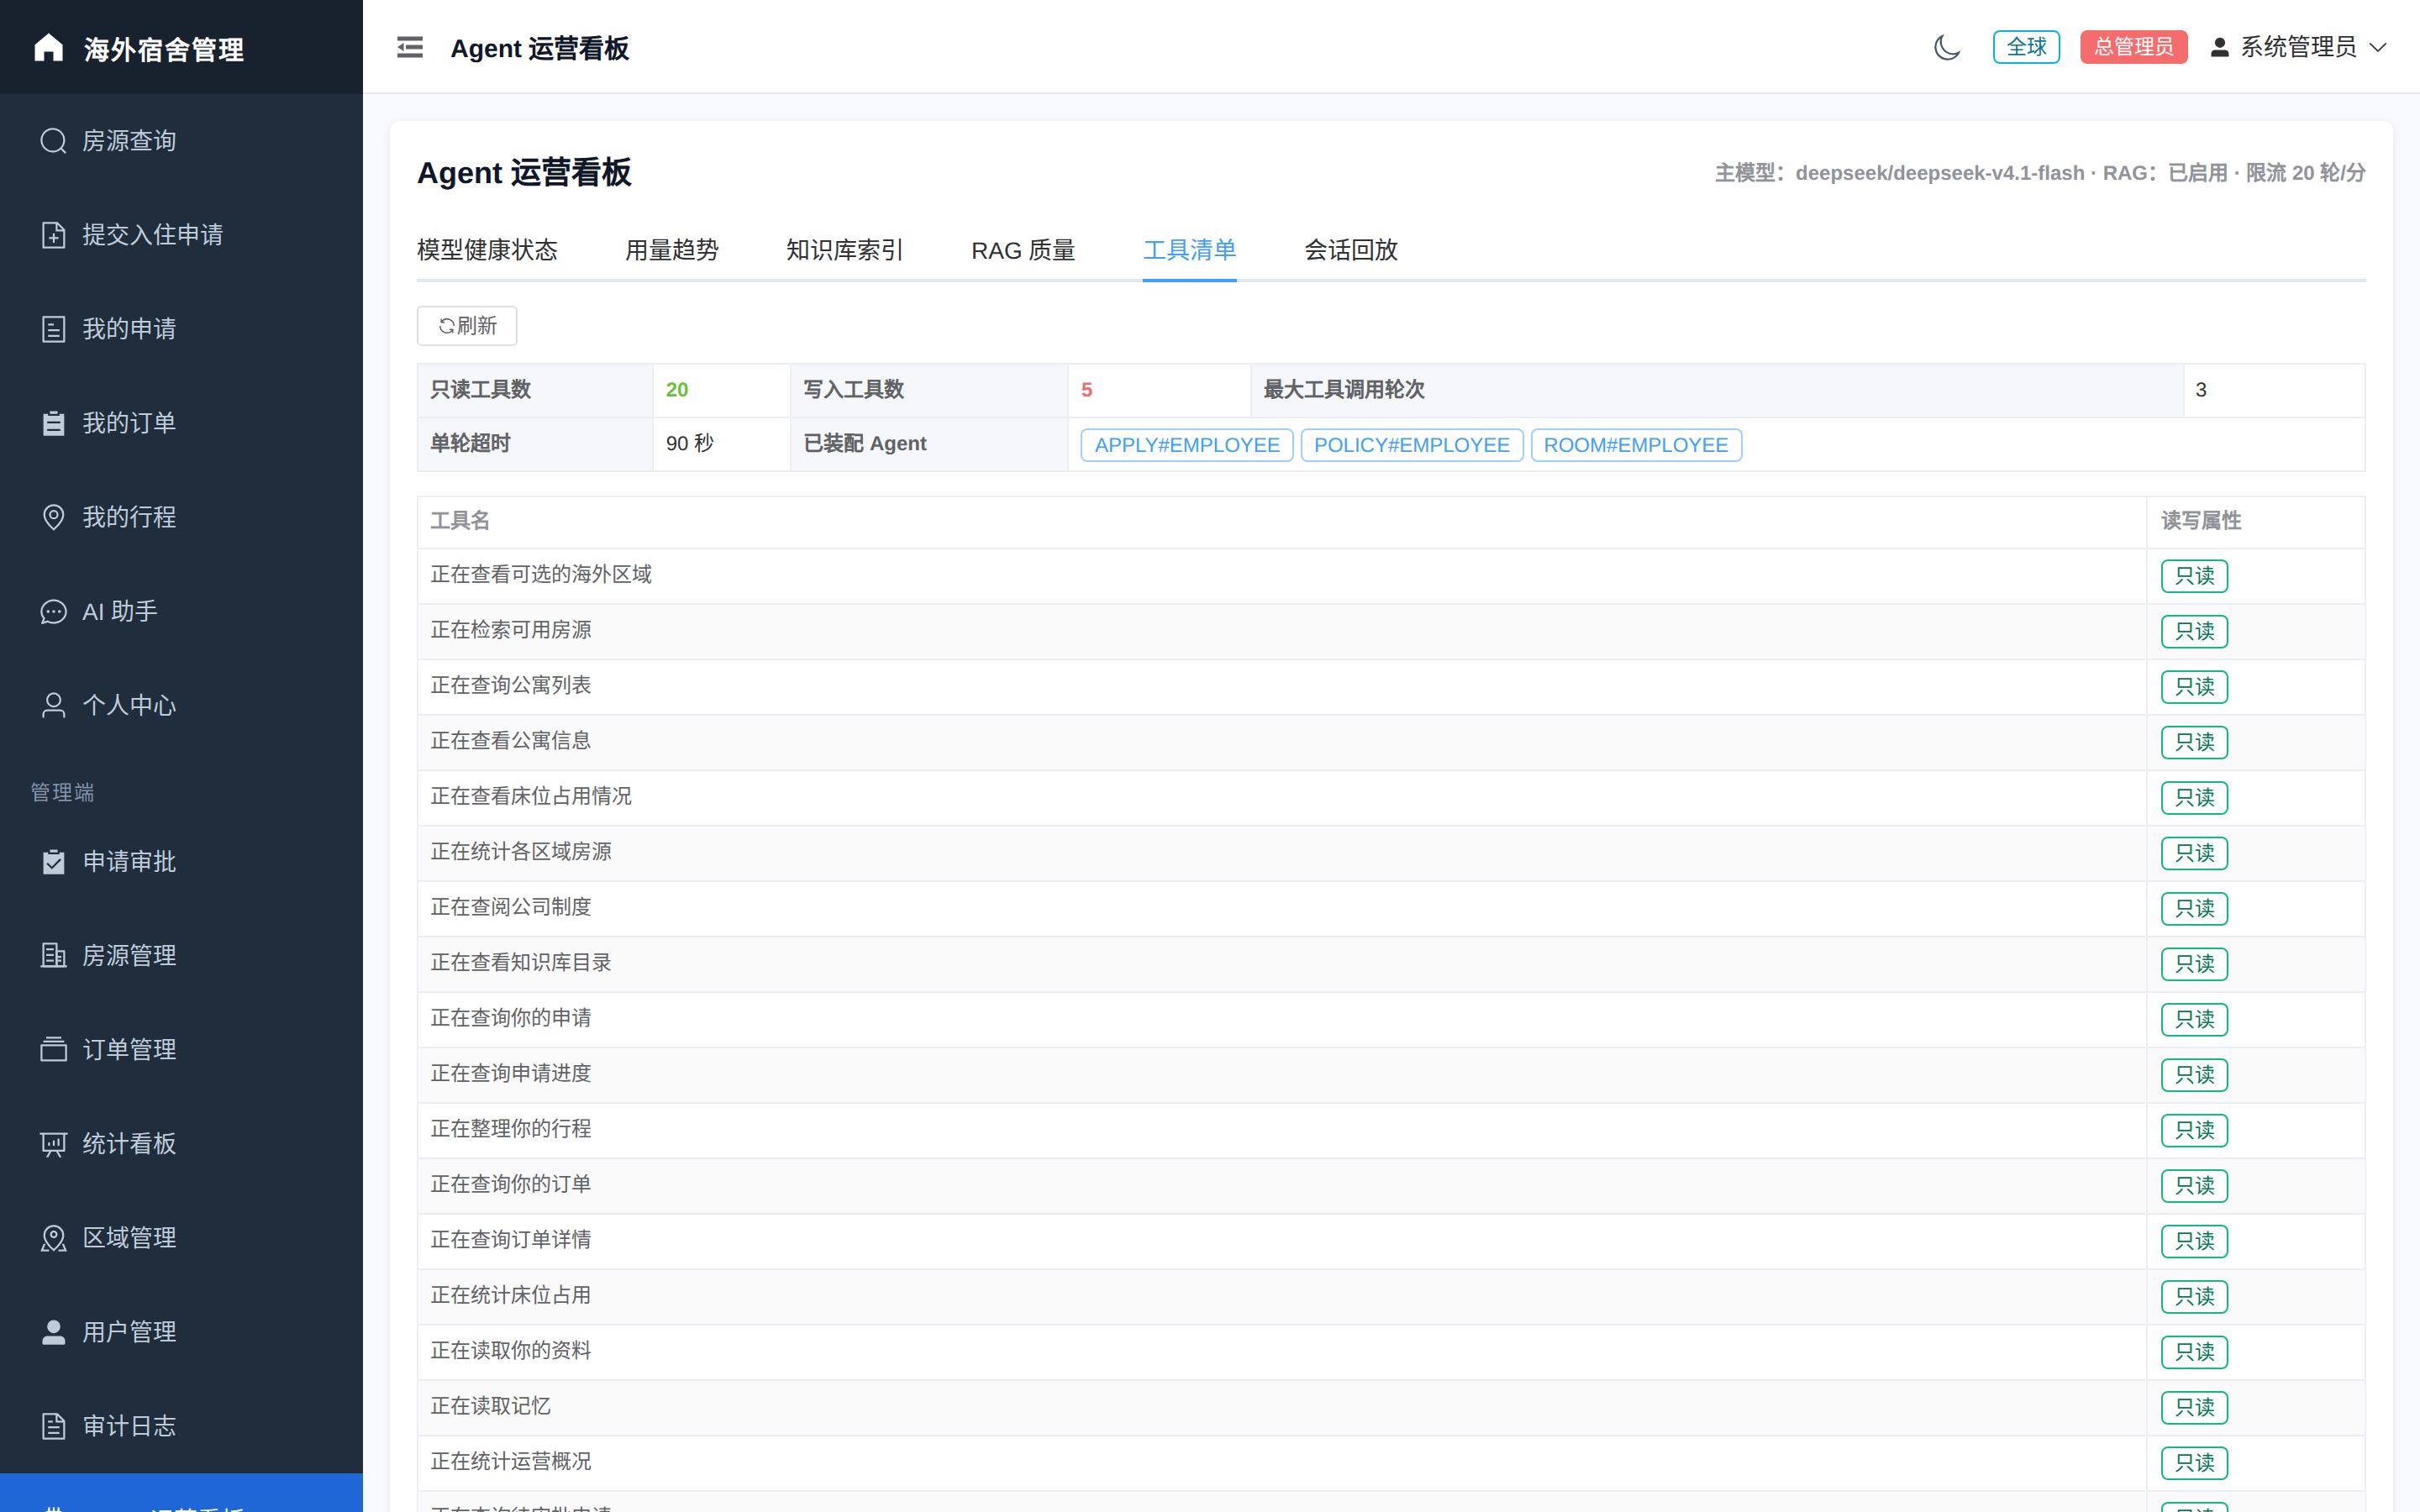 海外宿舍管理
Agent 运营看板
全球
总管理员
系统管理员
房源查询
提交入住申请
我的申请
我的订单
我的行程
AI 助手
个人中心
管理端
申请审批
房源管理
订单管理
统计看板
区域管理
用户管理
审计日志
Agent 运营看板
主模型：deepseek/deepseek-v4.1-flash · RAG：已启用 · 限流 20 轮/分
模型健康状态 用量趋势 知识库索引 RAG 质量 工具清单 会话回放
刷新
只读工具数 20 写入工具数 5 最大工具调用轮次 3
单轮超时 90 秒 已装配 Agent APPLY#EMPLOYEE POLICY#EMPLOYEE ROOM#EMPLOYEE
工具名 读写属性
正在查看可选的海外区域 只读
正在检索可用房源 只读
正在查询公寓列表 只读
正在查看公寓信息 只读
正在查看床位占用情况 只读
正在统计各区域房源 只读
正在查阅公司制度 只读
正在查看知识库目录 只读
正在查询你的申请 只读
正在查询申请进度 只读
正在整理你的行程 只读
正在查询你的订单 只读
正在查询订单详情 只读
正在统计床位占用 只读
正在读取你的资料 只读
正在读取记忆 只读
正在统计运营概况 只读